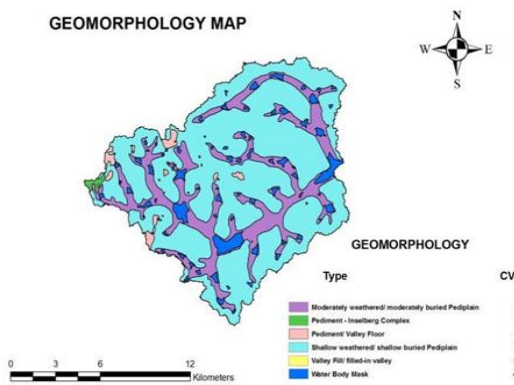 GEOMORPHOLOGY MAP
N
W E
S
GEOMORPHOLOGY
Type CV
Moderately weathered/ moderately buried Pediplain
Pediment - Inselberg Complex
Pediment/ Valley Floor
Shallow weathered/ shallow buried Pediplain
Valley Fill/ filled-in valley
Water Body Mask
0 3 6 12
Kilometers